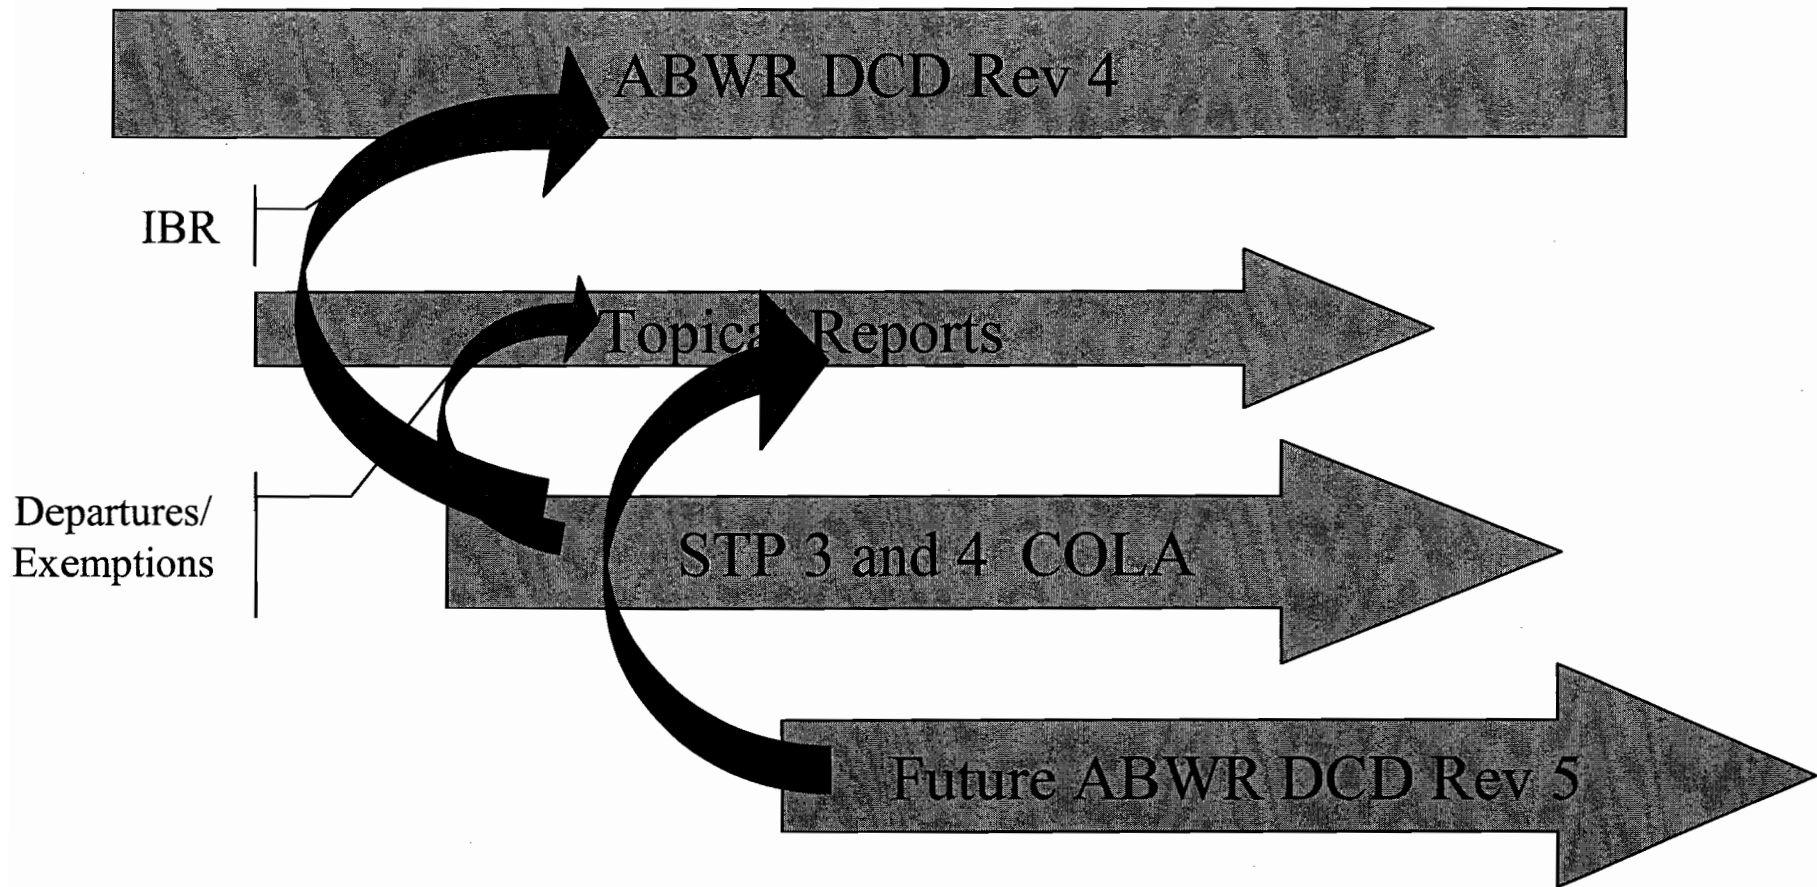 ABWR DCD Rev 4
IBR
Topical Reports
Departures/
Exemptions
STP 3 and 4 COLA
Future ABWR DCD Rev 5